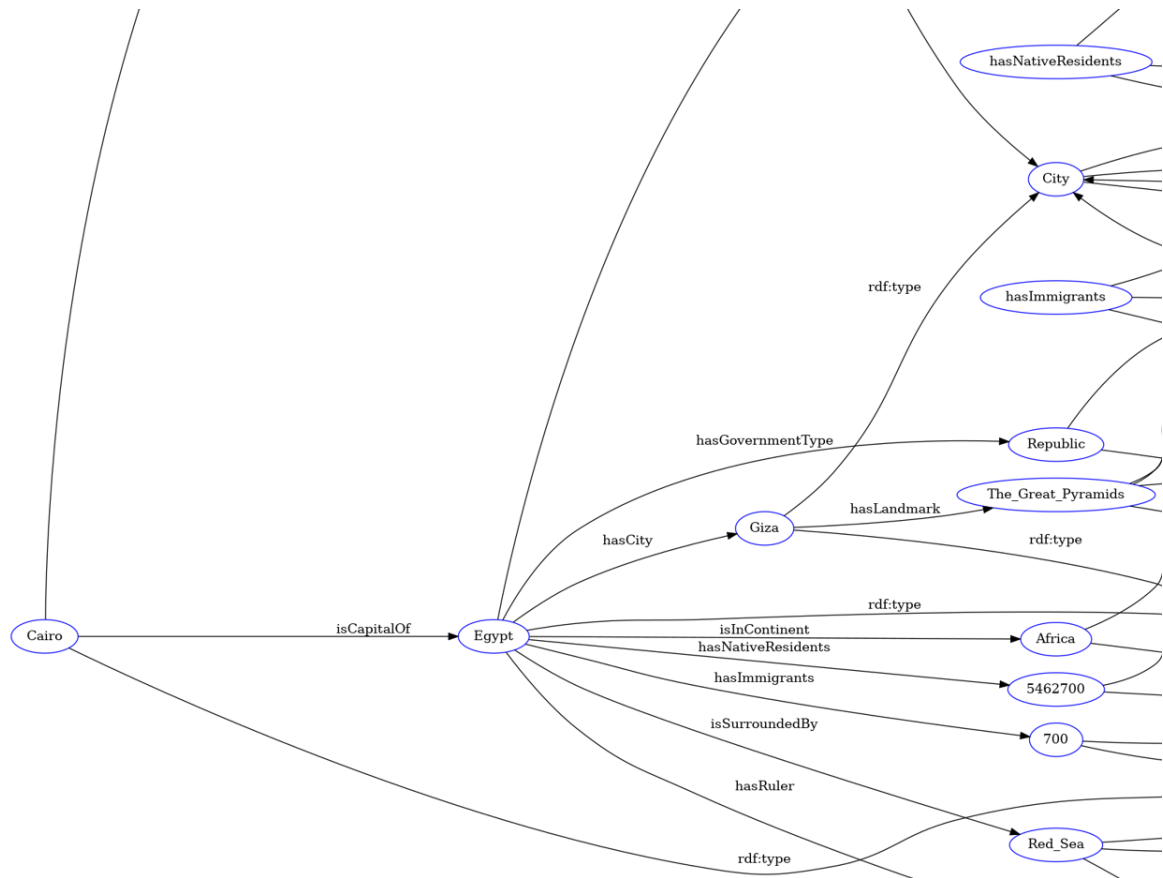 hasNativeResidents
City
rdf:type
hasImmigrants
hasGovernmentType
Republic
The_Great_Pyramids
hasLandmark
Giza
hasCity
rdf:type
rdf:type
isCapitalOf
Cairo
Egypt
isInContinent
Africa
hasNativeResidents
hasImmigrants
5462700
isSurroundedBy
700
hasRuler
Red_Sea
rdf:type